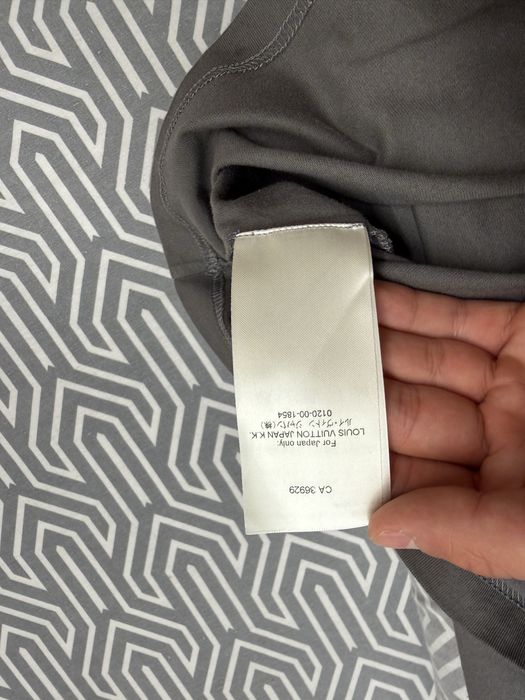 CA 36929
For Japan only:
LOUIS VUITTON JAPAN K.K.
ルイ・ヴィトン ジャパン(株)
0120-00-1854